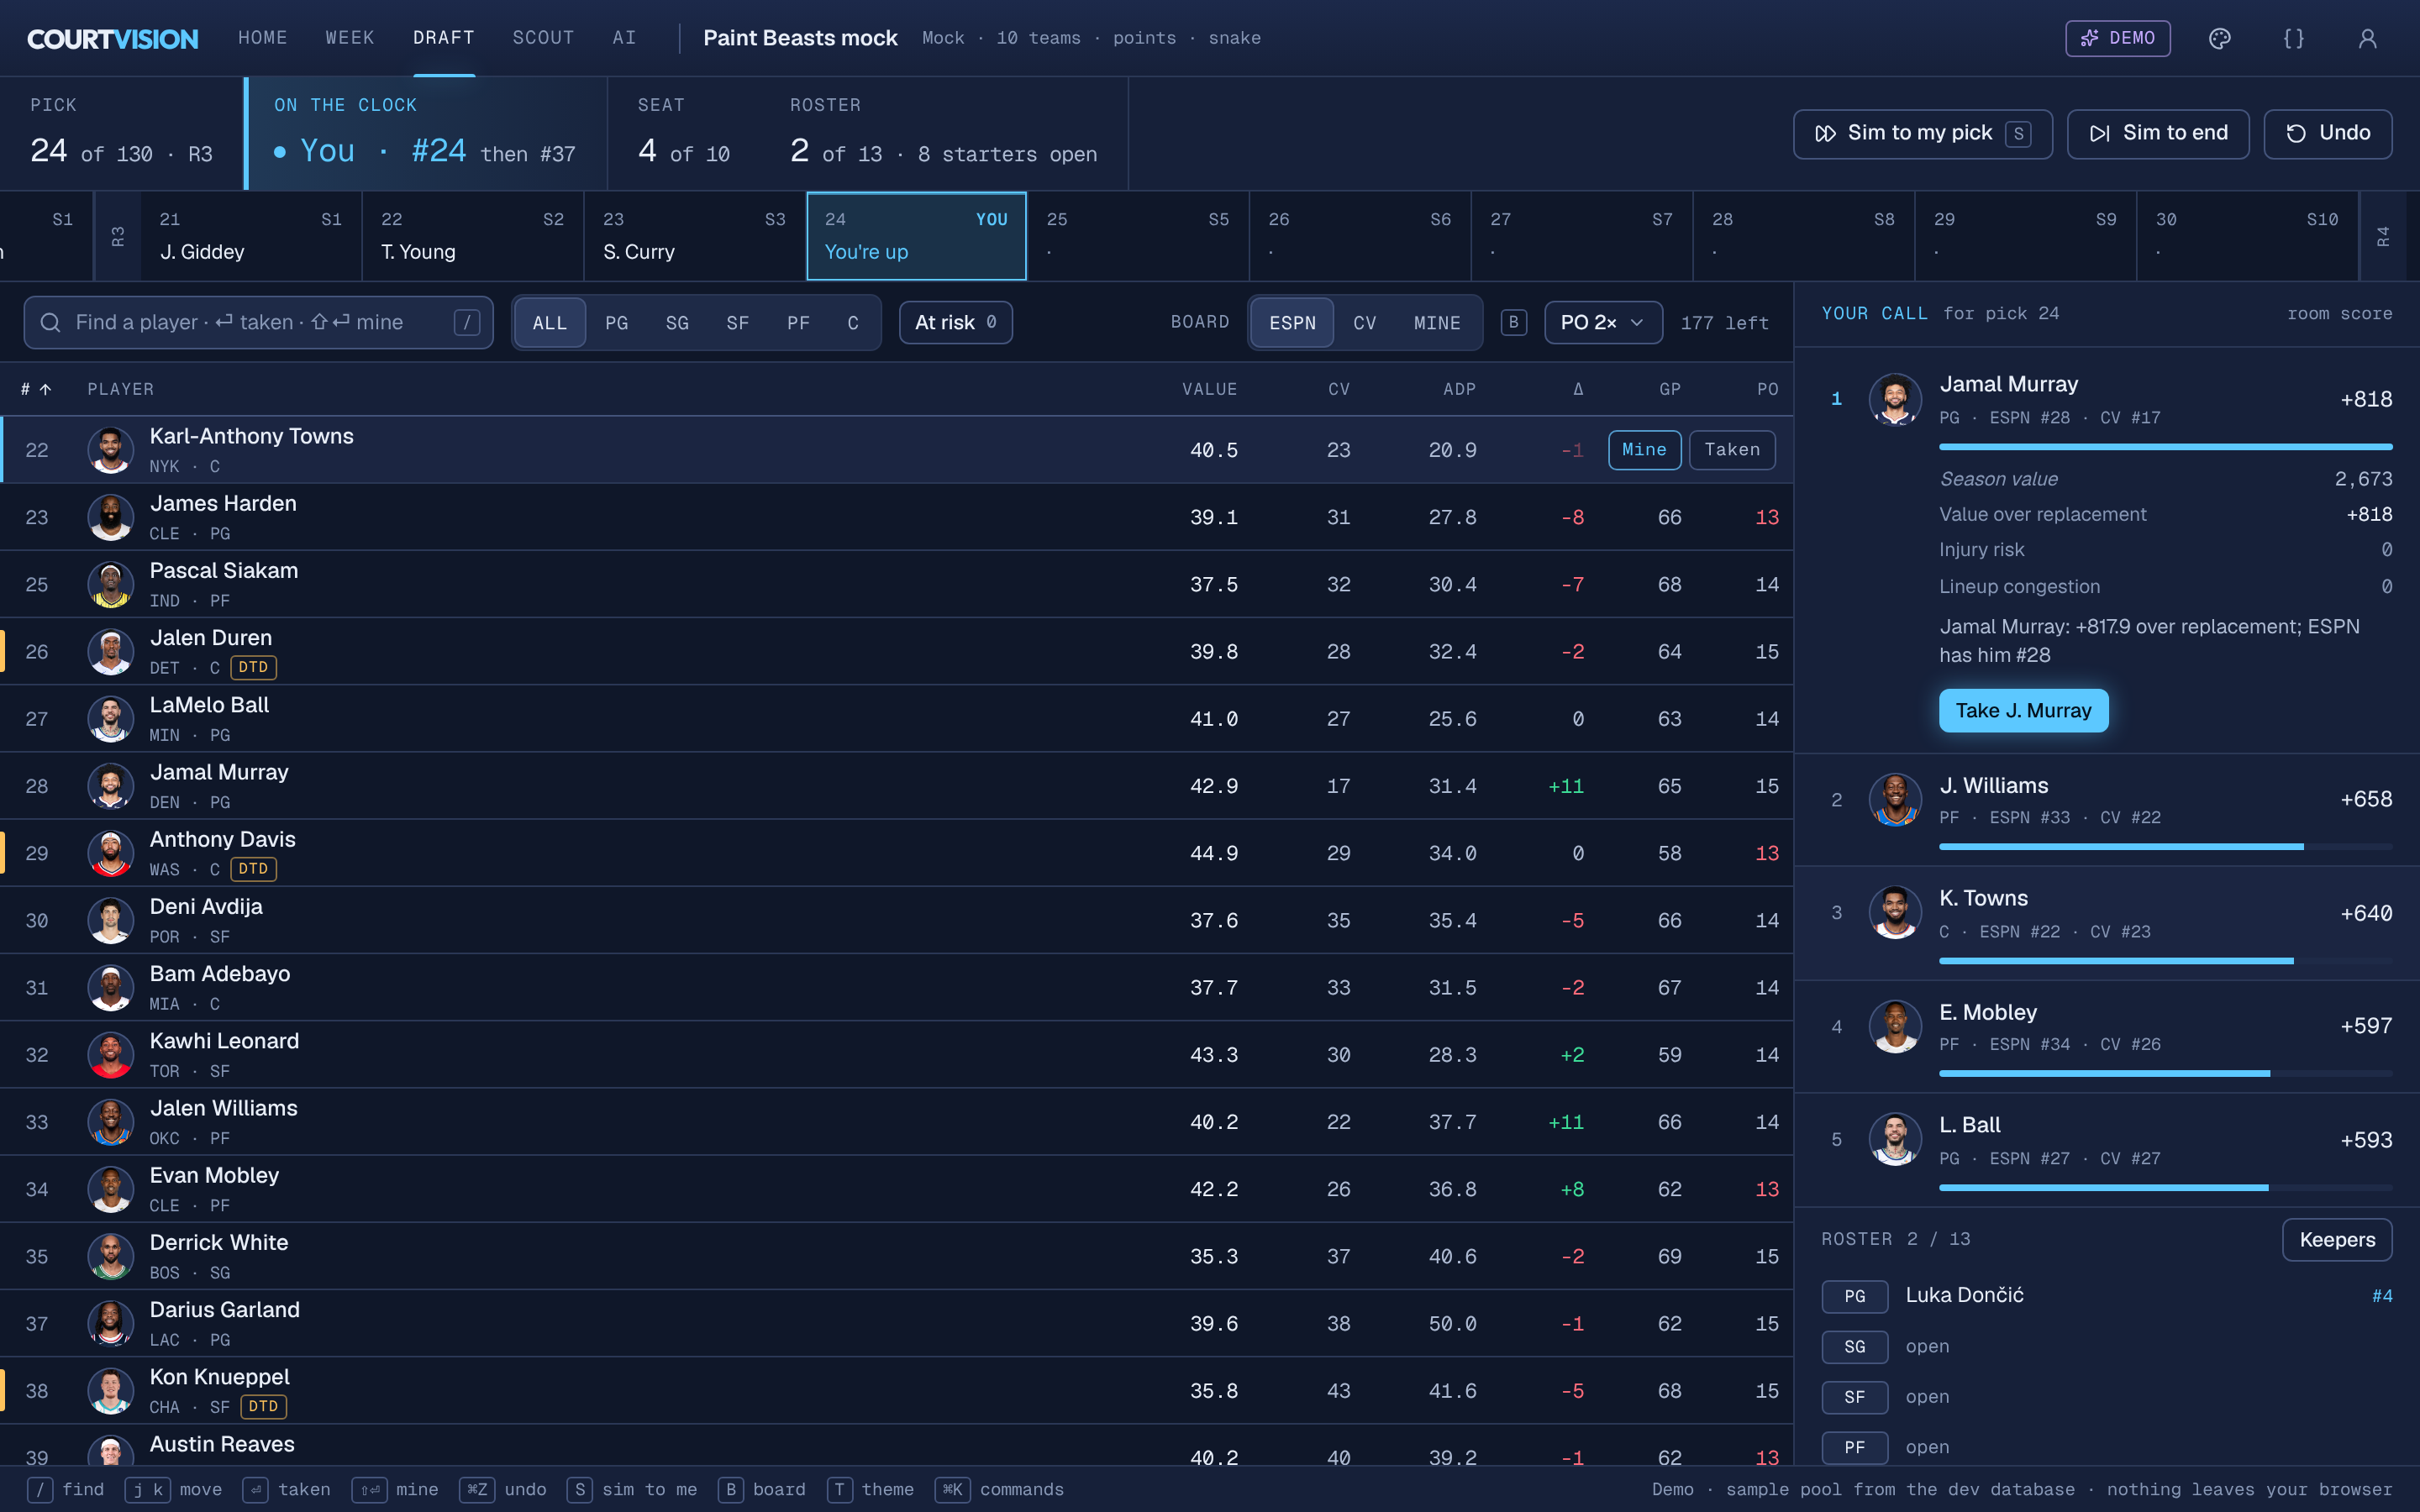 COURTVISION HOME WEEK DRAFT SCOUT AI Paint Beasts mock Mock · 10 teams · points · snake DEMO { }
PICK
24 of 130 · R3
ON THE CLOCK
You · #24 then #37
SEAT
4 of 10
ROSTER
2 of 13 · 8 starters open
Sim to my pick S
Sim to end
Undo
S1
R3
21 S1
J. Giddey
22 S2
T. Young
23 S3
S. Curry
24 YOU
You're up
25 S5
·
26 S6
·
27 S7
·
28 S8
·
29 S9
·
30 S10
·
R4
Find a player · ⏎ taken · ⇧⏎ mine /
ALL PG SG SF PF C
At risk 0
BOARD ESPN CV MINE B
PO 2×
177 left
# ↑ PLAYER VALUE CV ADP Δ GP PO
22 Karl-Anthony Towns 40.5 23 20.9 -1 Mine Taken
NYK · C
23 James Harden 39.1 31 27.8 -8 66 13
CLE · PG
25 Pascal Siakam 37.5 32 30.4 -7 68 14
IND · PF
26 Jalen Duren 39.8 28 32.4 -2 64 15
DET · C DTD
27 LaMelo Ball 41.0 27 25.6 0 63 14
MIN · PG
28 Jamal Murray 42.9 17 31.4 +11 65 15
DEN · PG
29 Anthony Davis 44.9 29 34.0 0 58 13
WAS · C DTD
30 Deni Avdija 37.6 35 35.4 -5 66 14
POR · SF
31 Bam Adebayo 37.7 33 31.5 -2 67 14
MIA · C
32 Kawhi Leonard 43.3 30 28.3 +2 59 14
TOR · SF
33 Jalen Williams 40.2 22 37.7 +11 66 14
OKC · PF
34 Evan Mobley 42.2 26 36.8 +8 62 13
CLE · PF
35 Derrick White 35.3 37 40.6 -2 69 15
BOS · SG
37 Darius Garland 39.6 38 50.0 -1 62 15
LAC · PG
38 Kon Knueppel 35.8 43 41.6 -5 68 15
CHA · SF DTD
39 Austin Reaves 40.2 40 39.2 -1 62 13
YOUR CALL for pick 24 room score
1 Jamal Murray +818
PG · ESPN #28 · CV #17
Season value 2,673
Value over replacement +818
Injury risk 0
Lineup congestion 0
Jamal Murray: +817.9 over replacement; ESPN
has him #28
Take J. Murray
2 J. Williams +658
PF · ESPN #33 · CV #22
3 K. Towns +640
C · ESPN #22 · CV #23
4 E. Mobley +597
PF · ESPN #34 · CV #26
5 L. Ball +593
PG · ESPN #27 · CV #27
ROSTER 2 / 13 Keepers
PG Luka Dončić #4
SG open
SF open
PF open
/ find j k move ⏎ taken ⇧⏎ mine ⌘Z undo S sim to me B board T theme ⌘K commands
Demo · sample pool from the dev database · nothing leaves your browser